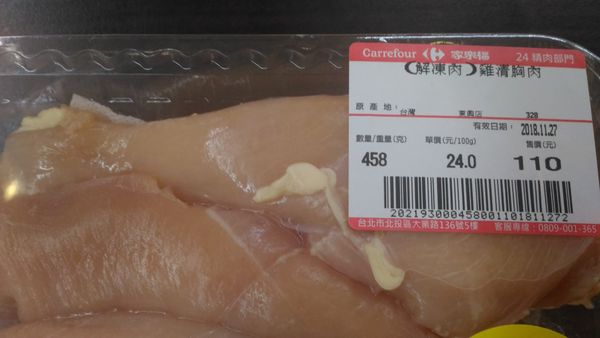 Carrefour 家樂福 24 精肉部門
(解凍肉)雞清胸肉
原 產 地: 台灣 東興店 328
有效日期: 2018.11.27
數量/重量(克) 單價(元/100g) 售價(元)
458 24.0 110
202193000458001101811272
台北市北投區大業路136號5樓 客服專線:0809-001-365